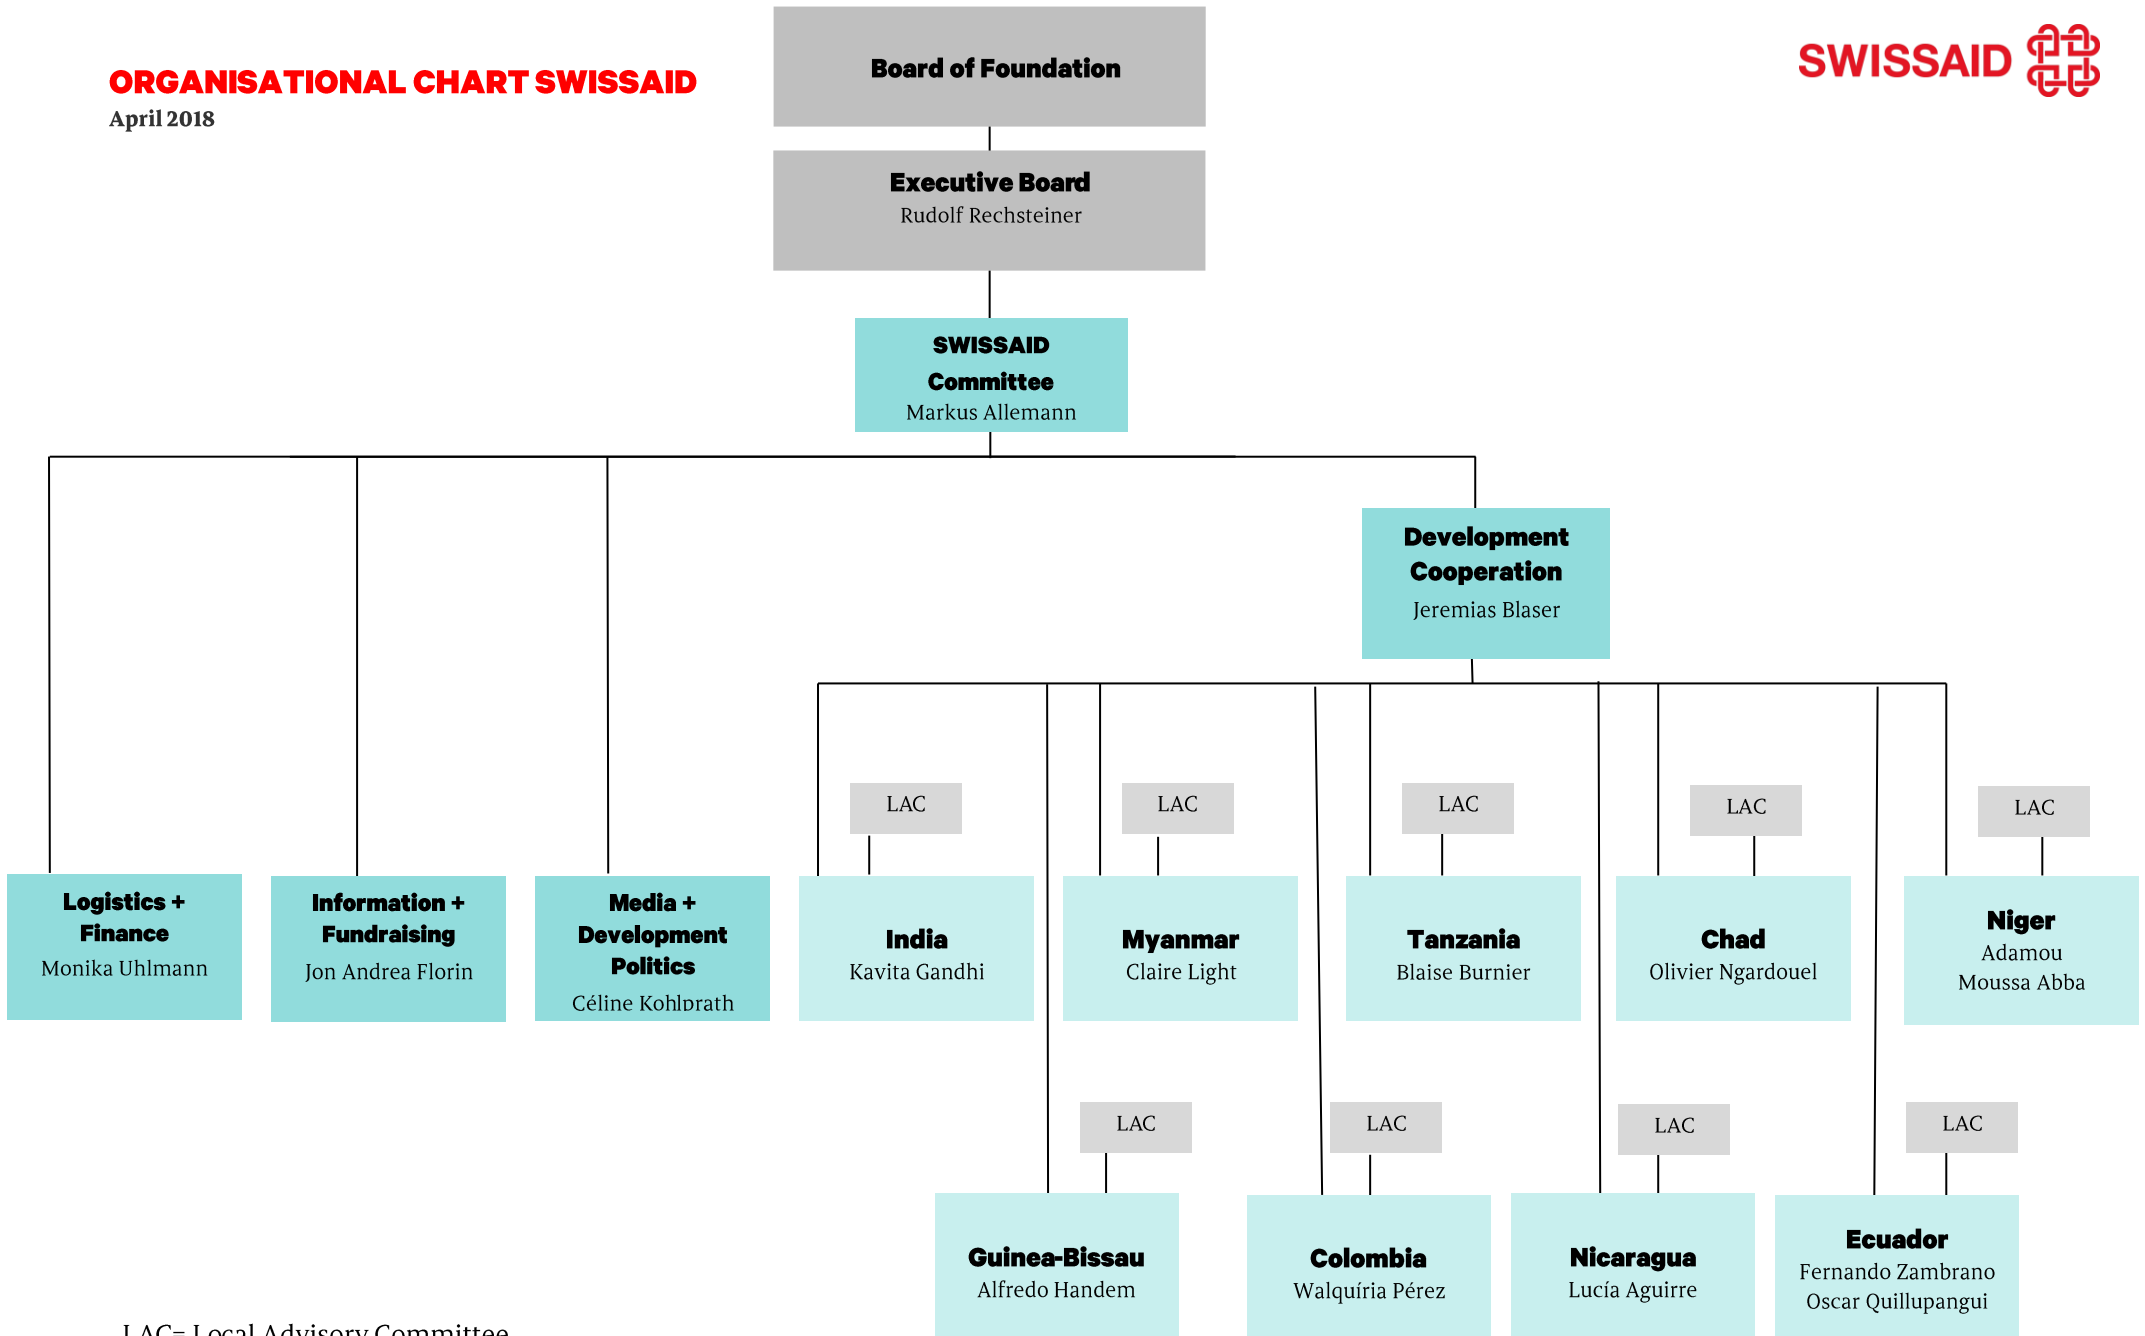 ORGANISATIONAL CHART SWISSAID
April 2018
SWISSAID
Board of Foundation
Executive Board
Rudolf Rechsteiner
SWISSAID
Committee
Markus Allemann
Development
Cooperation
Jeremias Blaser
LAC
LAC
LAC
LAC
LAC
Logistics +
Finance
Monika Uhlmann
Information +
Fundraising
Jon Andrea Florin
Media +
Development
Politics
Céline Kohlprath
India
Kavita Gandhi
Myanmar
Claire Light
Tanzania
Blaise Burnier
Chad
Olivier Ngardouel
Niger
Adamou
Moussa Abba
LAC
LAC
LAC
LAC
Guinea-Bissau
Alfredo Handem
Colombia
Walquíria Pérez
Nicaragua
Lucía Aguirre
Ecuador
Fernando Zambrano
Oscar Quillupangui
LAC= Local Advisory Committee